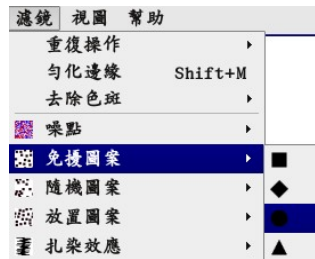 濾鏡 視圖 幫助
重復操作
勻化邊緣 Shift+M
去除色斑
噪點
免擾圖案
隨機圖案
放置圖案
扎染效應